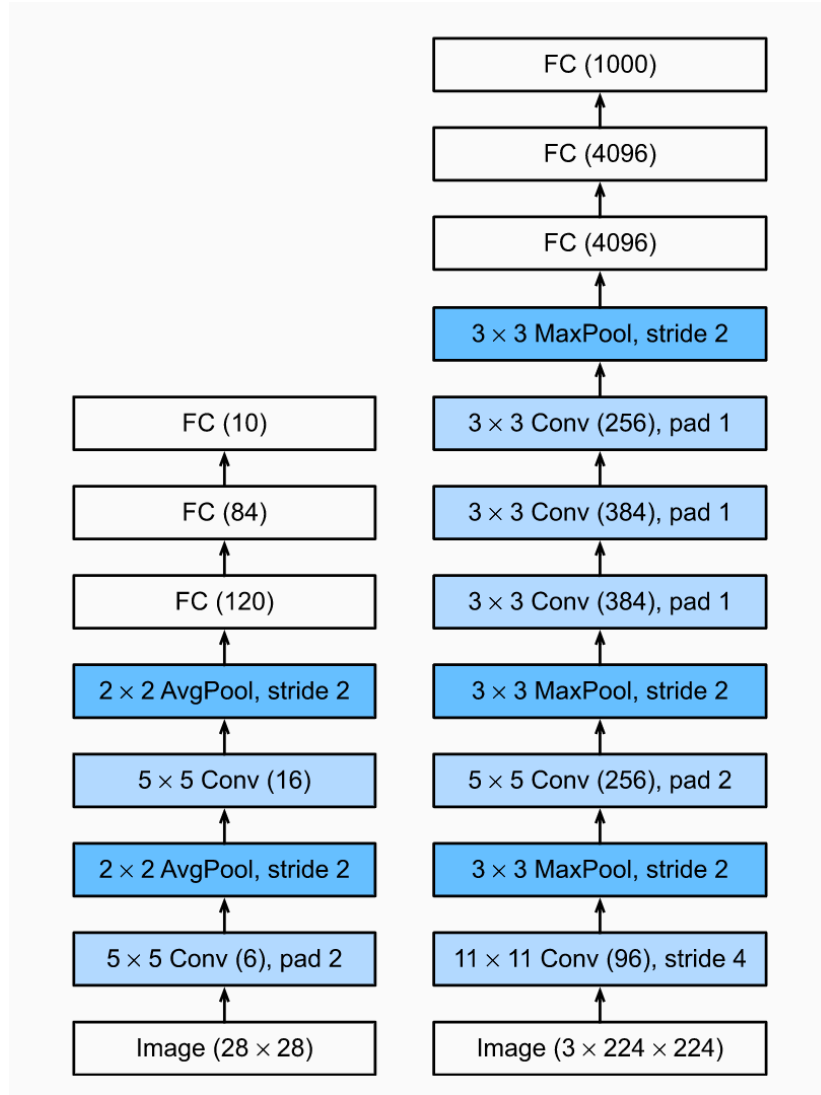 FC (10)
FC (84)
FC (120)
2 × 2 AvgPool, stride 2
5 × 5 Conv (16)
2 × 2 AvgPool, stride 2
5 × 5 Conv (6), pad 2
Image (28 × 28)
FC (1000)
FC (4096)
FC (4096)
3 × 3 MaxPool, stride 2
3 × 3 Conv (256), pad 1
3 × 3 Conv (384), pad 1
3 × 3 Conv (384), pad 1
3 × 3 MaxPool, stride 2
5 × 5 Conv (256), pad 2
3 × 3 MaxPool, stride 2
11 × 11 Conv (96), stride 4
Image (3 × 224 × 224)